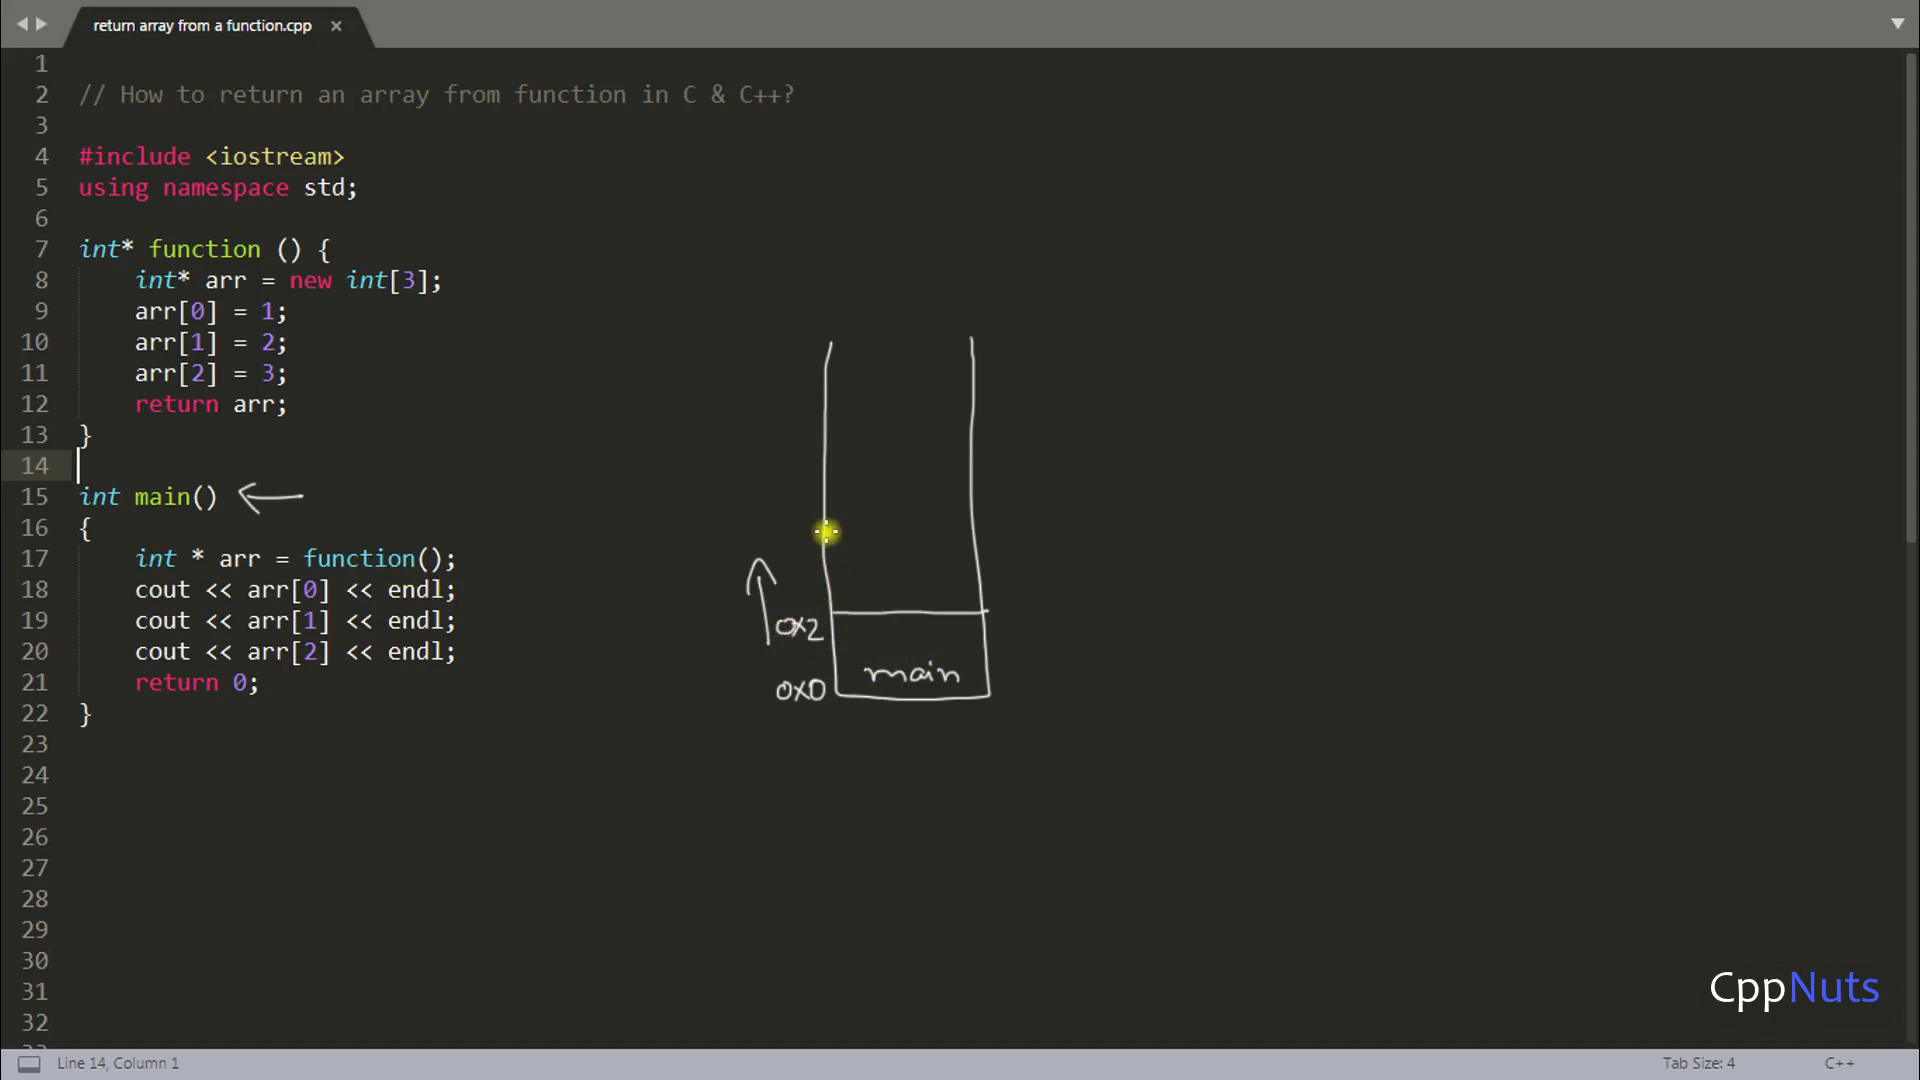 return array from a function.cpp ×
1
2 // How to return an array from function in C & C++?
3
4 #include <iostream>
5 using namespace std;
6
7 int* function () {
8 int* arr = new int[3];
9 arr[0] = 1;
10 arr[1] = 2;
11 arr[2] = 3;
12 return arr;
13 }
14
15 int main()
16 {
17 int * arr = function();
18 cout << arr[0] << endl;
19 cout << arr[1] << endl;
20 cout << arr[2] << endl;
21 return 0;
22 }
23
24
25
26
27
28
29
30
31
32
0x2
main
0x0
CppNuts
Line 14, Column 1
Tab Size: 4
C++